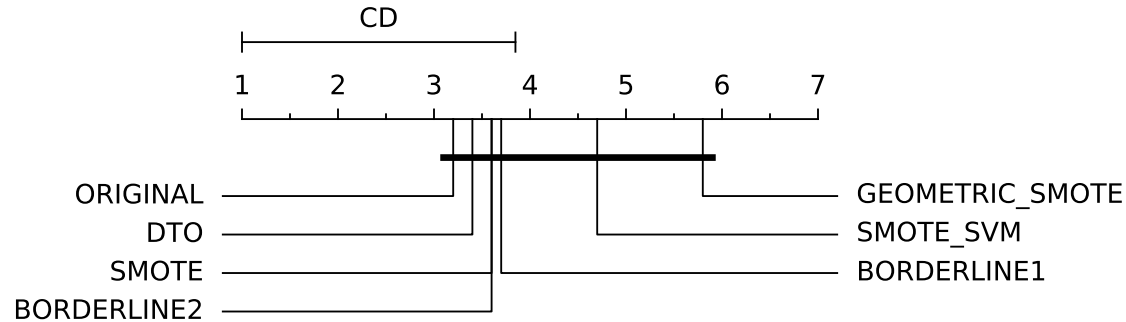 CD
1 2 3 4 5 6 7
ORIGINAL GEOMETRIC_SMOTE
DTO SMOTE_SVM
SMOTE BORDERLINE1
BORDERLINE2